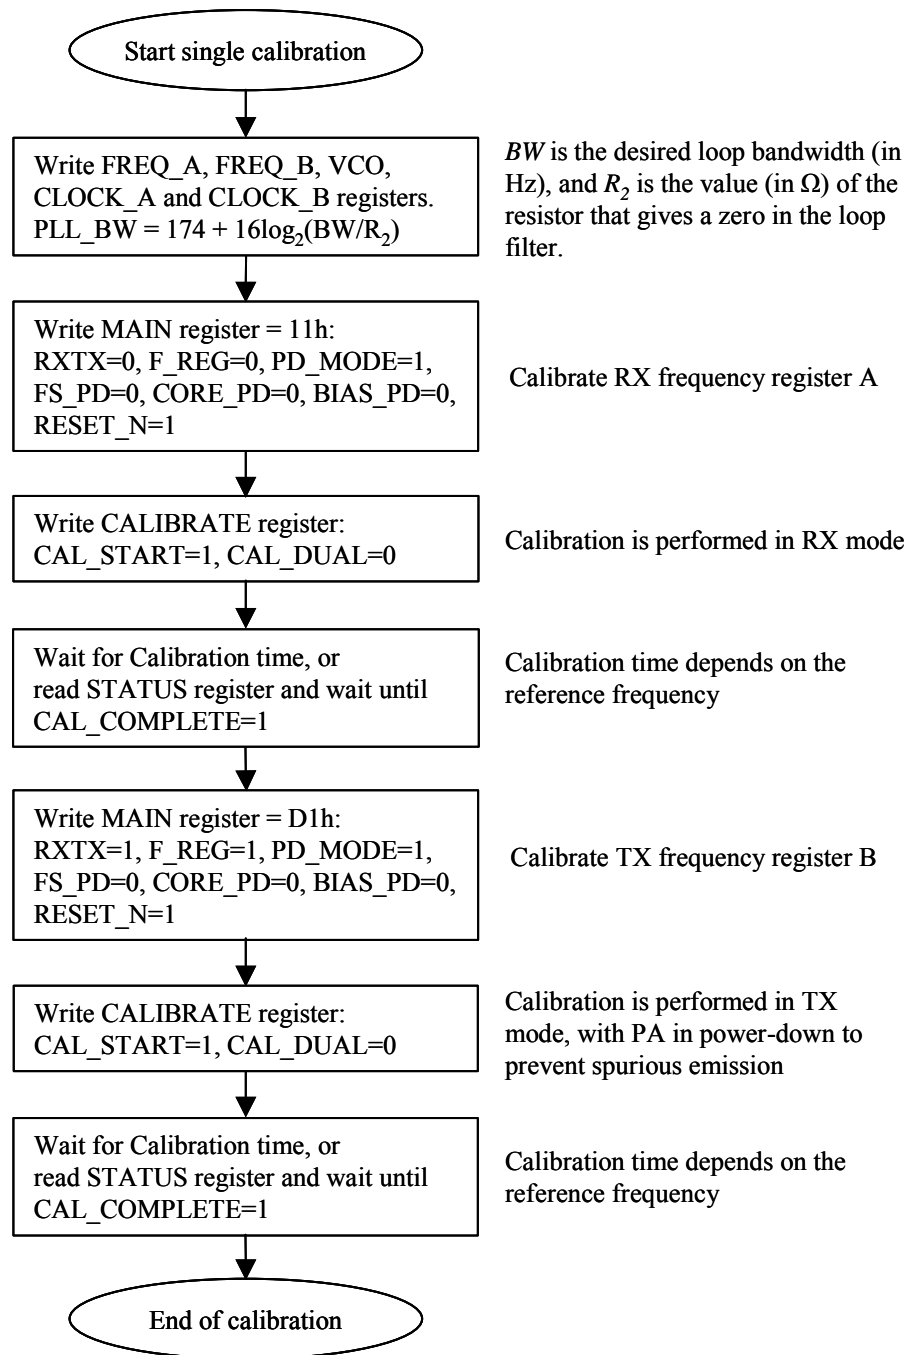 Start single calibration
Write FREQ_A, FREQ_B, VCO,
CLOCK_A and CLOCK_B registers.
PLL_BW = 174 + 16log₂(BW/R₂)
BW is the desired loop bandwidth (in
Hz), and R₂ is the value (in Ω) of the
resistor that gives a zero in the loop
filter.
Write MAIN register = 11h:
RXTX=0, F_REG=0, PD_MODE=1,
FS_PD=0, CORE_PD=0, BIAS_PD=0,
RESET_N=1
Calibrate RX frequency register A
Write CALIBRATE register:
CAL_START=1, CAL_DUAL=0
Calibration is performed in RX mode
Wait for Calibration time, or
read STATUS register and wait until
CAL_COMPLETE=1
Calibration time depends on the
reference frequency
Write MAIN register = D1h:
RXTX=1, F_REG=1, PD_MODE=1,
FS_PD=0, CORE_PD=0, BIAS_PD=0,
RESET_N=1
Calibrate TX frequency register B
Write CALIBRATE register:
CAL_START=1, CAL_DUAL=0
Calibration is performed in TX
mode, with PA in power-down to
prevent spurious emission
Wait for Calibration time, or
read STATUS register and wait until
CAL_COMPLETE=1
Calibration time depends on the
reference frequency
End of calibration